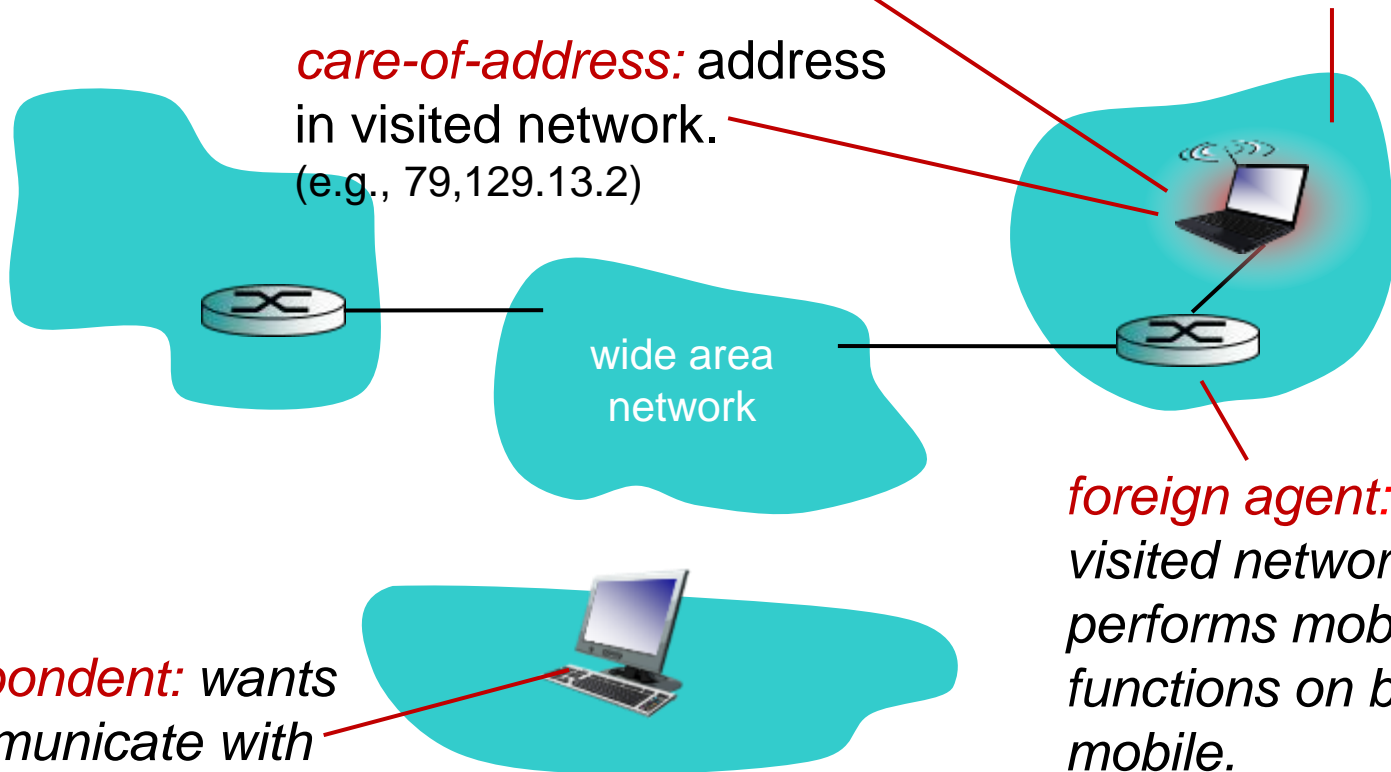 care-of-address: address
in visited network.
(e.g., 79,129.13.2)
wide area
network
foreign agent:
visited networ
performs mob
functions on b
mobile.
pondent: wants
municate with